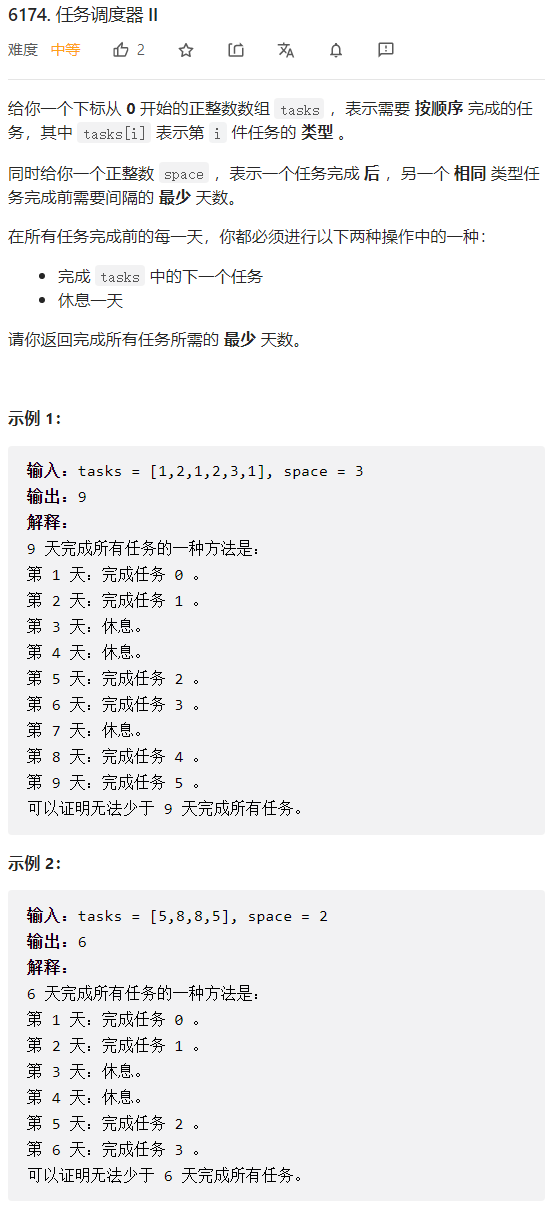 6174. 任务调度器 II
难度 中等 2
给你一个下标从 0 开始的正整数数组 tasks ，表示需要 按顺序 完成的任
务，其中 tasks[i] 表示第 i 件任务的 类型 。
同时给你一个正整数 space ，表示一个任务完成 后 ，另一个 相同 类型任
务完成前需要间隔的 最少 天数。
在所有任务完成前的每一天，你都必须进行以下两种操作中的一种：
• 完成 tasks 中的下一个任务
• 休息一天
请你返回完成所有任务所需的 最少 天数。
示例 1：
输入：tasks = [1,2,1,2,3,1], space = 3
输出：9
解释：
9 天完成所有任务的一种方法是：
第 1 天：完成任务 0 。
第 2 天：完成任务 1 。
第 3 天：休息。
第 4 天：休息。
第 5 天：完成任务 2 。
第 6 天：完成任务 3 。
第 7 天：休息。
第 8 天：完成任务 4 。
第 9 天：完成任务 5 。
可以证明无法少于 9 天完成所有任务。
示例 2：
输入：tasks = [5,8,8,5], space = 2
输出：6
解释：
6 天完成所有任务的一种方法是：
第 1 天：完成任务 0 。
第 2 天：完成任务 1 。
第 3 天：休息。
第 4 天：休息。
第 5 天：完成任务 2 。
第 6 天：完成任务 3 。
可以证明无法少于 6 天完成所有任务。